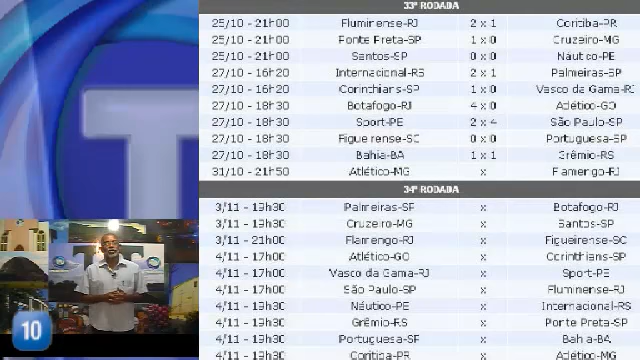 33ª RODADA
25/10 - 21h00 Fluminense-RJ 2 x 1 Coritiba-PR
25/10 - 21h00 Ponte Preta-SP 1 x 0 Cruzeiro-MG
25/10 - 21h00 Santos-SP 0 x 0 Náutico-PE
27/10 - 16h20 Internacional-RS 2 x 1 Palmeiras-SP
27/10 - 16h20 Corinthians-SP 1 x 0 Vasco da Gama-RJ
27/10 - 18h30 Botafogo-RJ 4 x 0 Atlético-GO
27/10 - 18h30 Sport-PE 2 x 4 São Paulo-SP
27/10 - 18h30 Figueirense-SC 0 x 0 Portuguesa-SP
27/10 - 18h30 Bahia-BA 1 x 1 Grêmio-RS
31/10 - 21h50 Atlético-MG x Flamengo-RJ
34ª RODADA
3/11 - 19h30 Palmeiras-SP x Botafogo-RJ
3/11 - 19h30 Cruzeiro-MG x Santos-SP
3/11 - 21h00 Flamengo-RJ x Figueirense-SC
4/11 - 17h00 Atlético-GO x Corinthians-SP
4/11 - 17h00 Vasco da Gama-RJ x Sport-PE
4/11 - 17h00 São Paulo-SP x Fluminense-RJ
4/11 - 19h30 Náutico-PE x Internacional-RS
4/11 - 19h30 Grêmio-RS x Ponte Preta-SP
4/11 - 19h30 Portuguesa-SP x Bahia-BA
4/11 - 19h30 Coritiba-PR x Atlético-MG
10